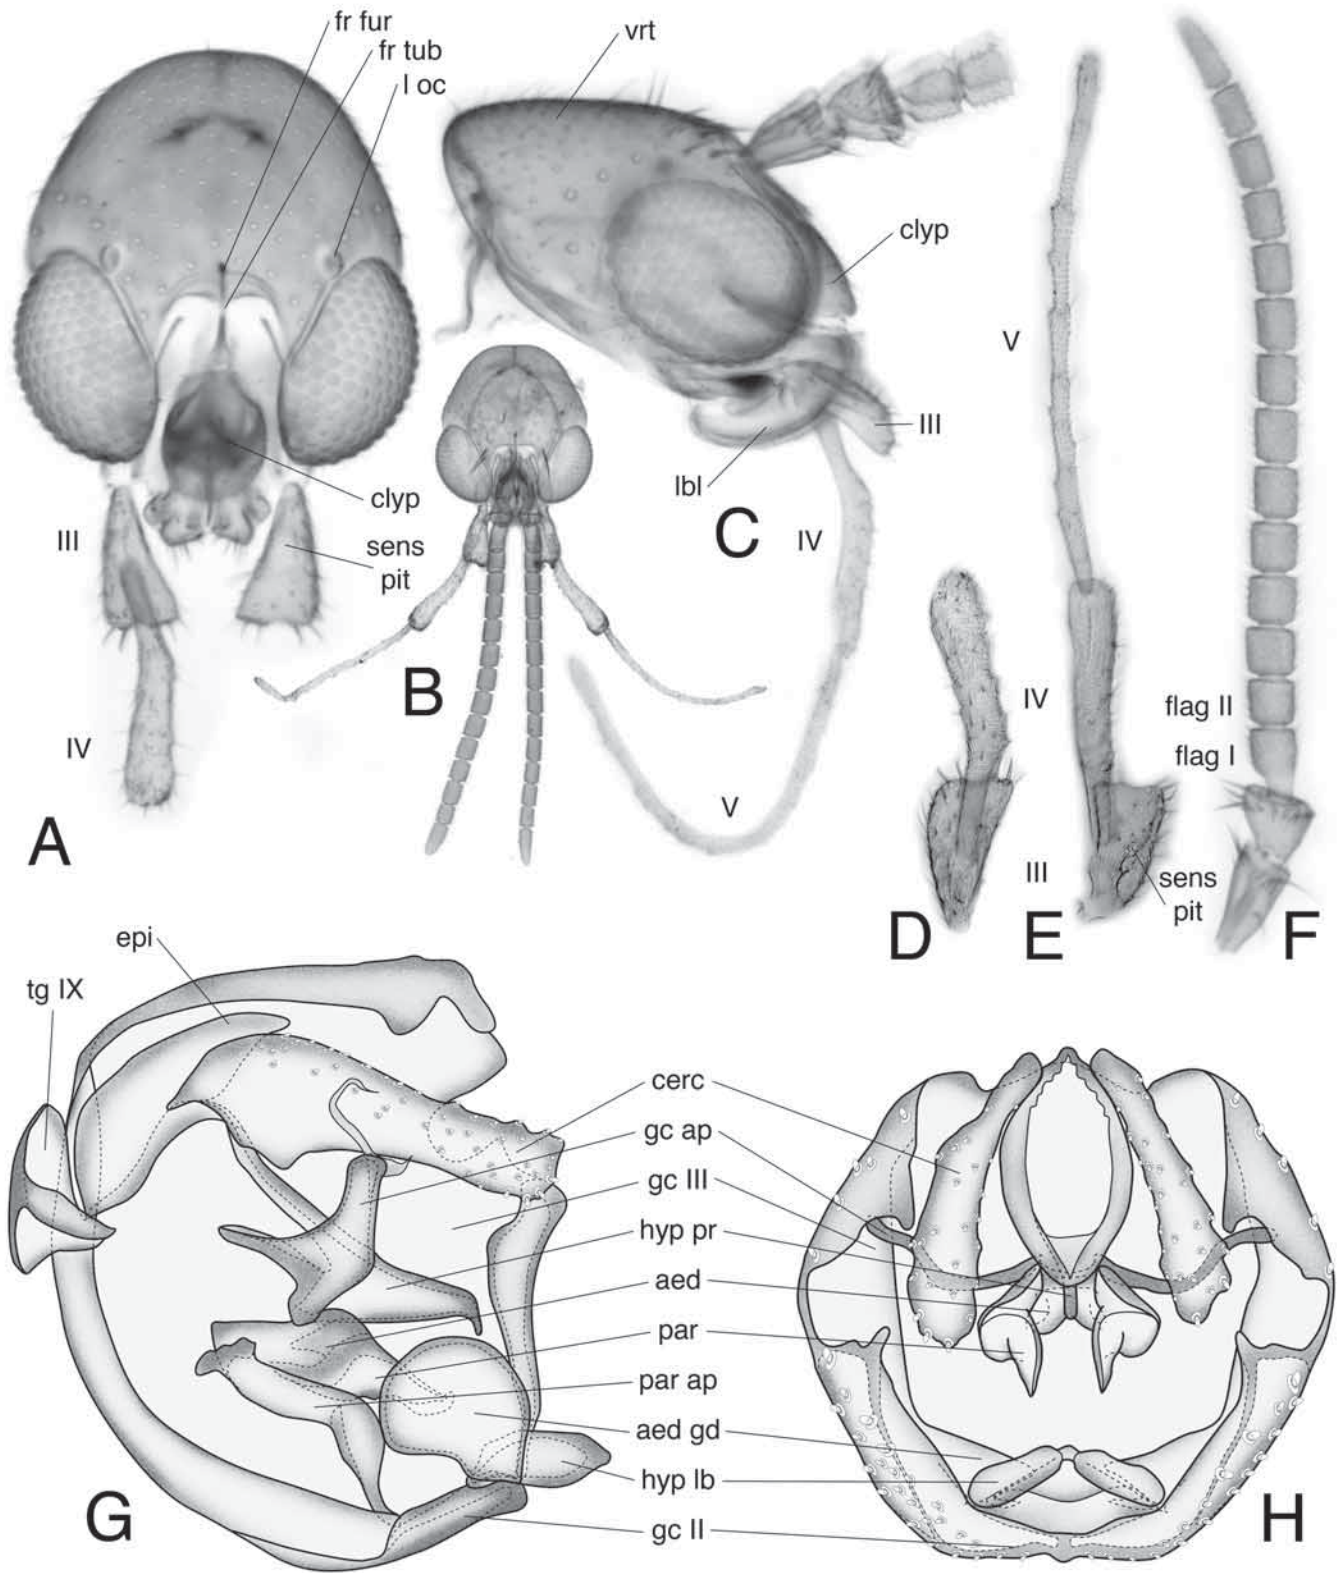 fr fur
fr tub
l oc
vrt
clyp
III
lbl
clyp
III
sens
pit
IV
A
B
C
IV
V
V
IV
flag II
flag I
III
sens
pit
D
E
F
epi
tg IX
cerc
gc ap
gc III
hyp pr
aed
par
par ap
aed gd
hyp lb
gc II
G
H